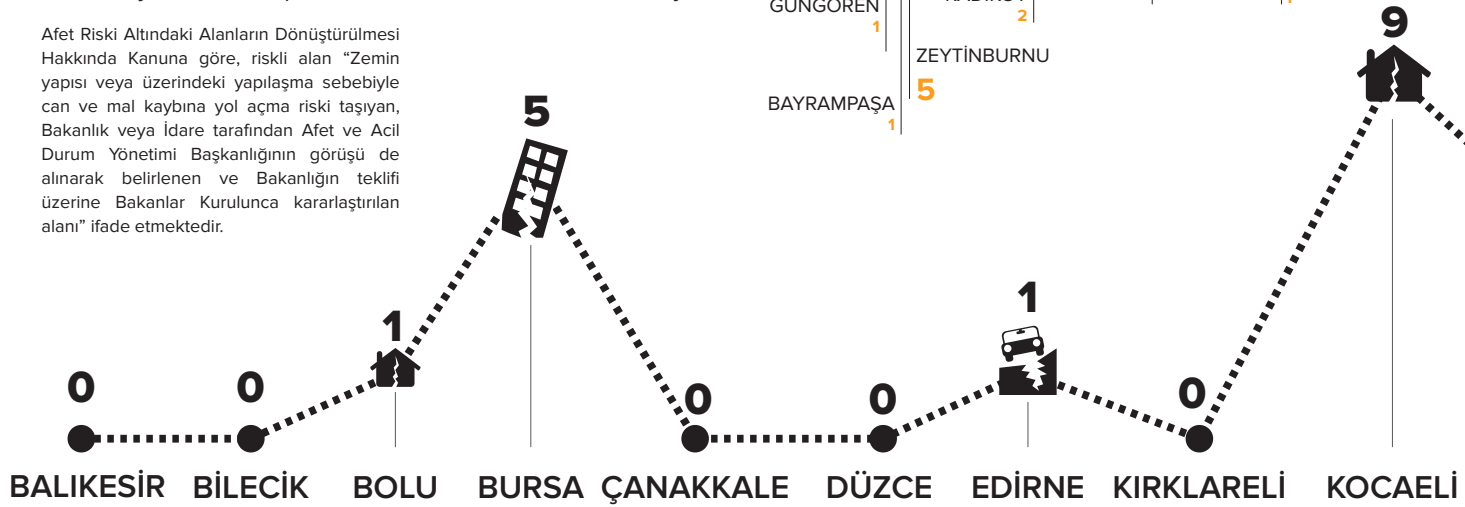 Afet Riski Altındaki Alanların Dönüştürülmesi
Hakkında Kanuna göre, riskli alan “Zemin
yapısı veya üzerindeki yapılaşma sebebiyle
can ve mal kaybına yol açma riski taşıyan,
Bakanlık veya İdare tarafından Afet ve Acil
Durum Yönetimi Başkanlığının görüşü de
alınarak belirlenen ve Bakanlığın teklifi
üzerine Bakanlar Kurulunca kararlaştırılan
alanı” ifade etmektedir.
GÜNGÖREN
1
2
ZEYTİNBURNU
5
BAYRAMPAŞA
1
9
5
1
1
0
0
0
0
0
BALIKESİR
BİLECİK
BOLU
BURSA
ÇANAKKALE
DÜZCE
EDİRNE
KIRKLARELİ
KOCAELİ